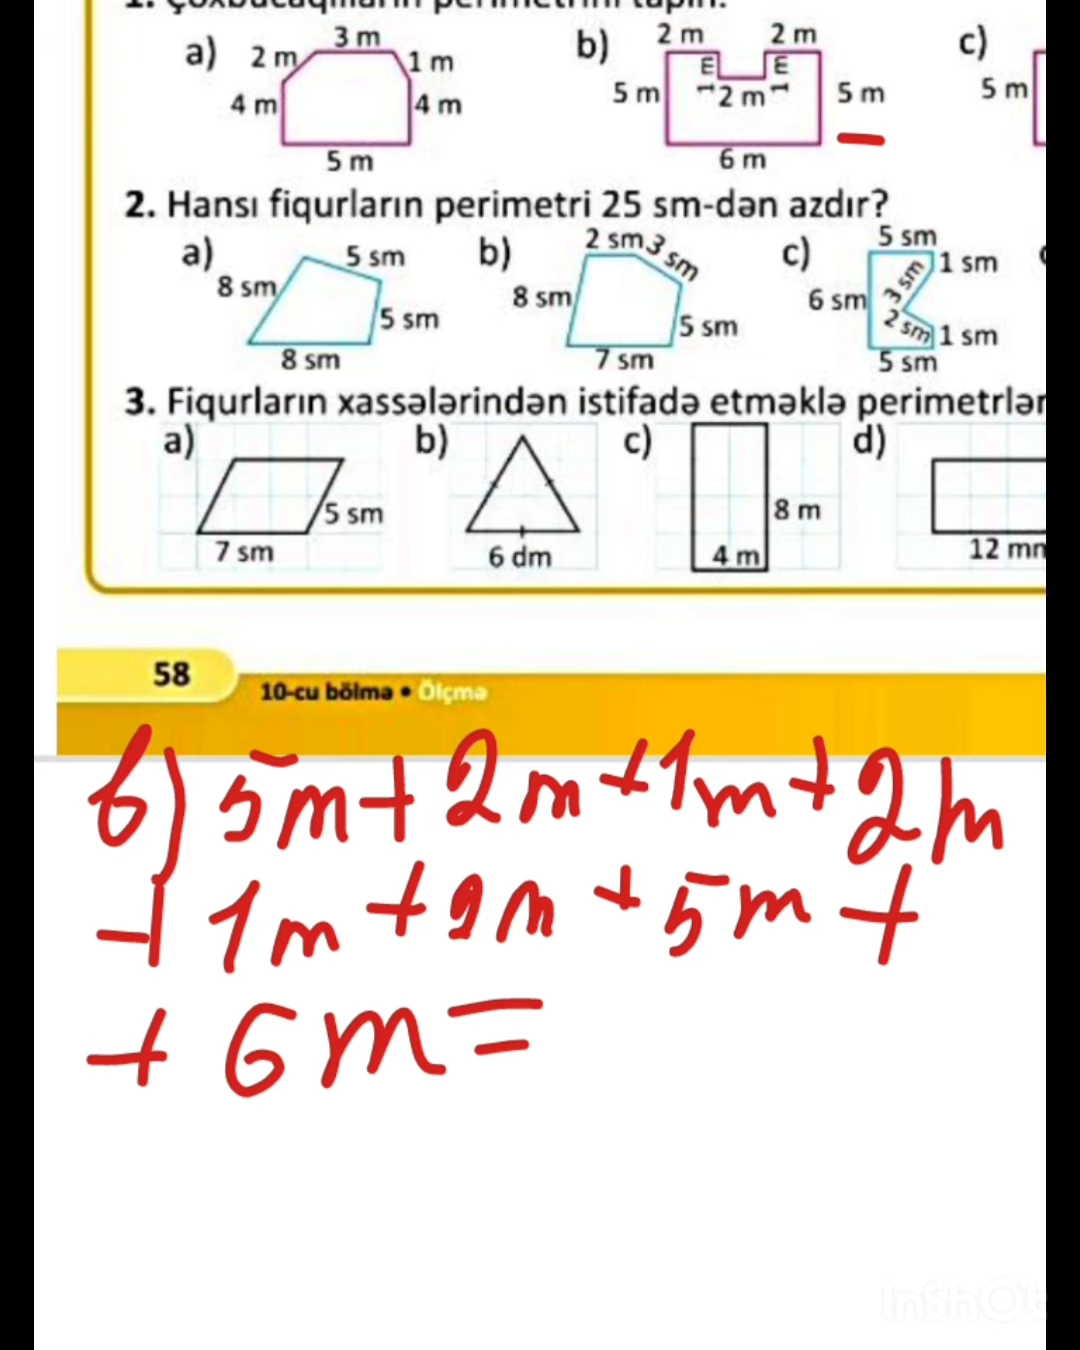 a) 2 m 3 m 1 m 4 m 4 m 5 m
b) 2 m 2 m 1 m 1 m 2 m 5 m 5 m 6 m
c) 5 m
2. Hansı fiqurların perimetri 25 sm-dən azdır?
a) 5 sm 8 sm 5 sm 8 sm
b) 2 sm 3 sm 8 sm 5 sm 7 sm
c) 5 sm 1 sm 3 sm 6 sm 2 sm 1 sm 5 sm
3. Fiqurların xassələrindən istifadə etməklə perimetrlər
a) 5 sm 7 sm
b) 6 dm
c) 8 m 4 m
d) 12 mm
58
10-cu bölmə • Ölçmə
b) 5m + 2m + 1m + 2m
+ 1m + 2m + 5m +
+ 6m =
InShOt